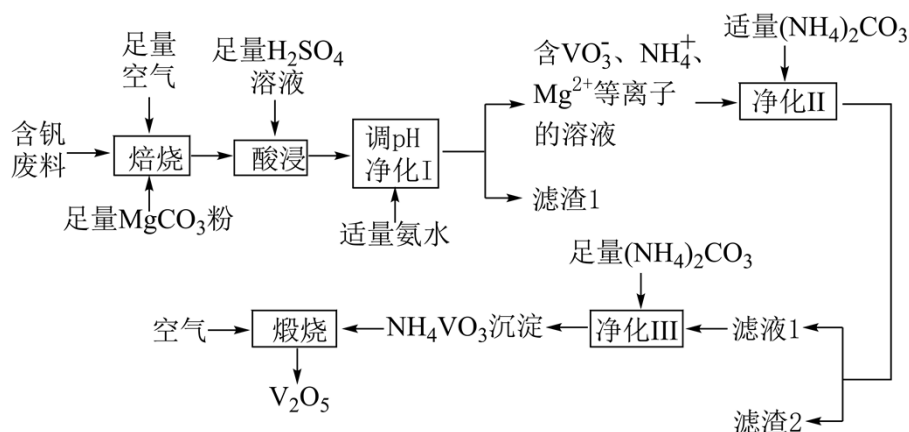 足量
空气
足量H₂SO₄
溶液
含VO₃⁻、NH₄⁺、
Mg²⁺等离子
的溶液
适量(NH₄)₂CO₃
净化II
含钒
废料
焙烧
酸浸
调pH
净化I
足量MgCO₃粉
适量氨水
滤渣1
足量(NH₄)₂CO₃
空气
煅烧
NH₄VO₃沉淀
净化III
滤液1
V₂O₅
滤渣2